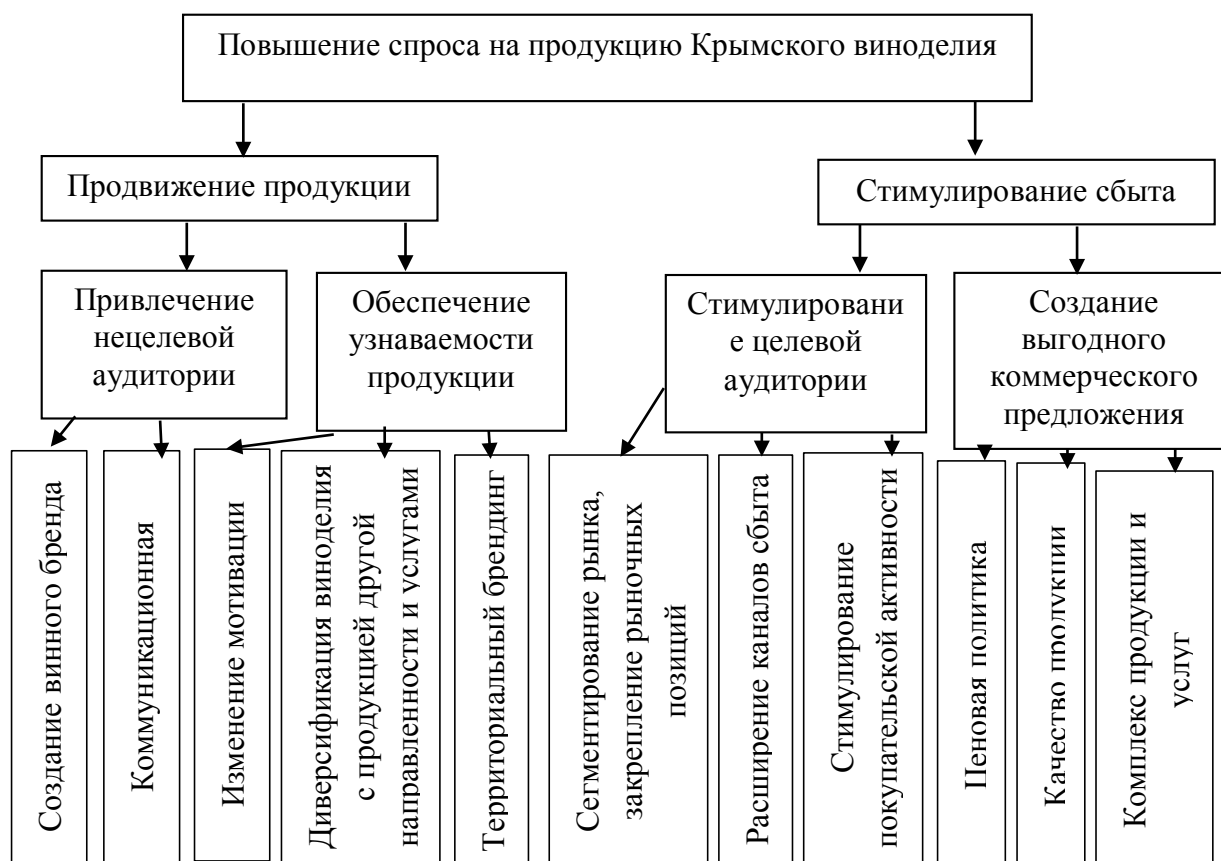 Повышение спроса на продукцию Крымского виноделия
Продвижение продукции
Стимулирование сбыта
Привлечение
нецелевой
аудитории
Обеспечение
узнаваемости
продукции
Стимулировани
е целевой
аудитории
Создание
выгодного
коммерческого
предложения
Создание винного бренда
Коммуникационная
Изменене мотивации
Диверсификация виноделия
с продукцией другой
направленности и услугами
Территориальный брендинг
Сегментирование рынка,
закрепление рыночных
позиций
Расширение каналов сбыта
Стимулирование
покупательской активности
Ценовая политика
Качество продукции
Комплекс продукции и
услуг